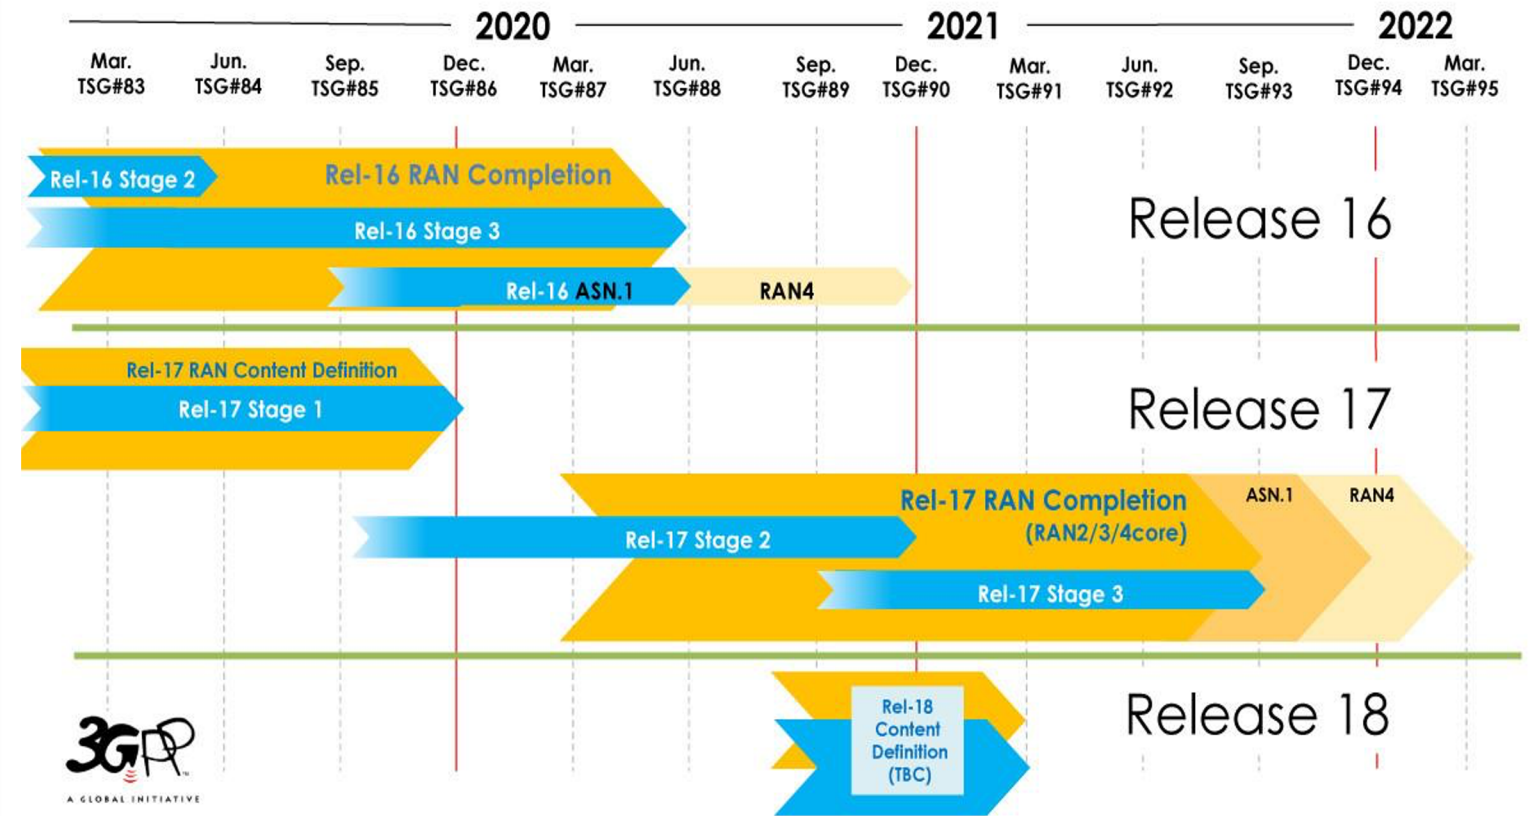 2020 2021 2022
Mar. Jun. Sep. Dec. Mar. Jun. Sep. Dec. Mar. Jun. Sep. Dec. Mar.
TSG#83 TSG#84 TSG#85 TSG#86 TSG#87 TSG#88 TSG#89 TSG#90 TSG#91 TSG#92 TSG#93 TSG#94 TSG#95
Rel-16 Stage 2
Rel-16 RAN Completion
Rel-16 Stage 3
Release 16
Rel-16 ASN.1
RAN4
Rel-17 RAN Content Definition
Rel-17 Stage 1
Release 17
Rel-17 RAN Completion
(RAN2/3/4core)
ASN.1
RAN4
Rel-17 Stage 2
Rel-17 Stage 3
Rel-18
Content
Definition
(TBC)
Release 18
3GPP
TM
A GLOBAL INITIATIVE